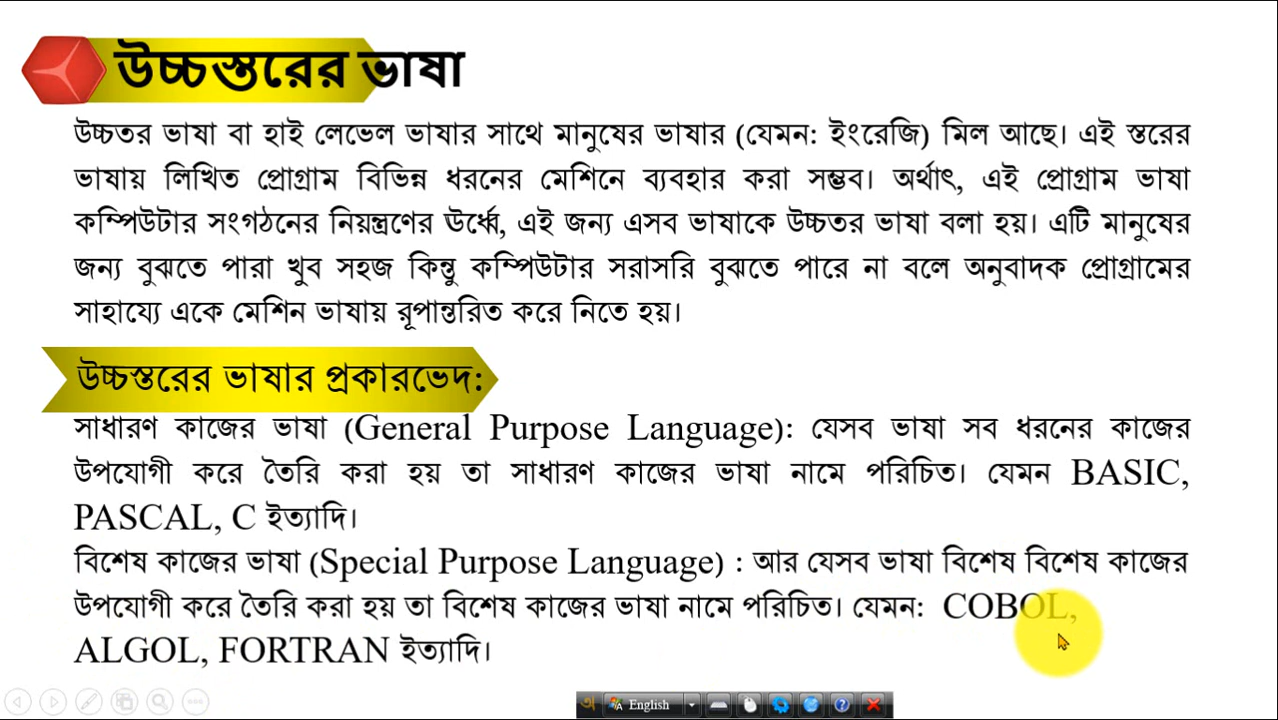 উচ্চস্তরের ভাষা
উচ্চতর ভাষা বা হাই লেভেল ভাষার সাথে মানুষের ভাষার (যেমন: ইংরেজি) মিল আছে। এই স্তরের
ভাষায় লিখিত প্রোগ্রাম বিভিন্ন ধরনের মেশিনে ব্যবহার করা সম্ভব। অর্থাৎ, এই প্রোগ্রাম ভাষা
কম্পিউটার সংগঠনের নিয়ন্ত্রণের ঊর্ধ্বে, এই জন্য এসব ভাষাকে উচ্চতর ভাষা বলা হয়। এটি মানুষের
জন্য বুঝতে পারা খুব সহজ কিন্তু কম্পিউটার সরাসরি বুঝতে পারে না বলে অনুবাদক প্রোগ্রামের
সাহায্যে একে মেশিন ভাষায় রূপান্তরিত করে নিতে হয়।
উচ্চস্তরের ভাষার প্রকারভেদ:
সাধারণ কাজের ভাষা (General Purpose Language): যেসব ভাষা সব ধরনের কাজের
উপযোগী করে তৈরি করা হয় তা সাধারণ কাজের ভাষা নামে পরিচিত। যেমন BASIC,
PASCAL, C ইত্যাদি।
বিশেষ কাজের ভাষা (Special Purpose Language) : আর যেসব ভাষা বিশেষ বিশেষ কাজের
উপযোগী করে তৈরি করা হয় তা বিশেষ কাজের ভাষা নামে পরিচিত। যেমন: COBOL,
ALGOL, FORTRAN ইত্যাদি।
অ English